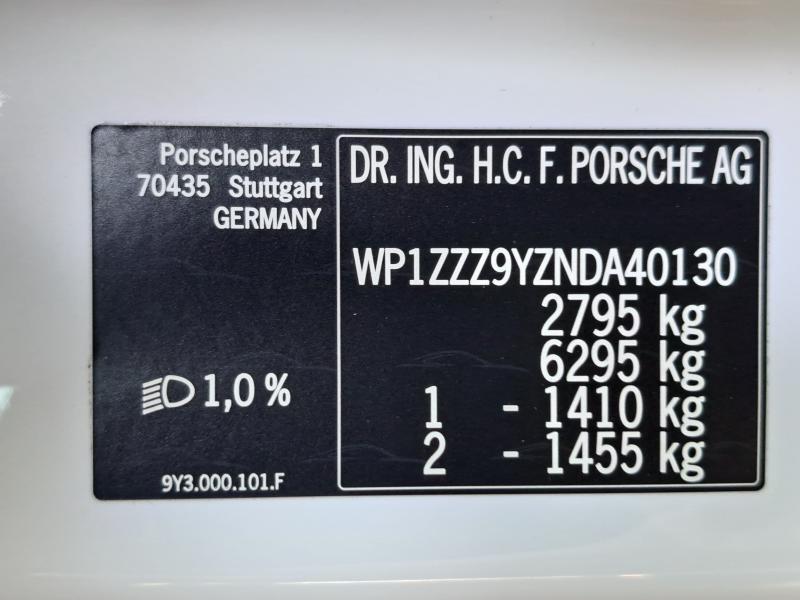 Porscheplatz 1
70435 Stuttgart
GERMANY
1,0 %
9Y3.000.101.F
DR. ING. H.C. F. PORSCHE AG
WP1ZZZ9YZNDA40130
2795 kg
6295 kg
1 - 1410 kg
2 - 1455 kg